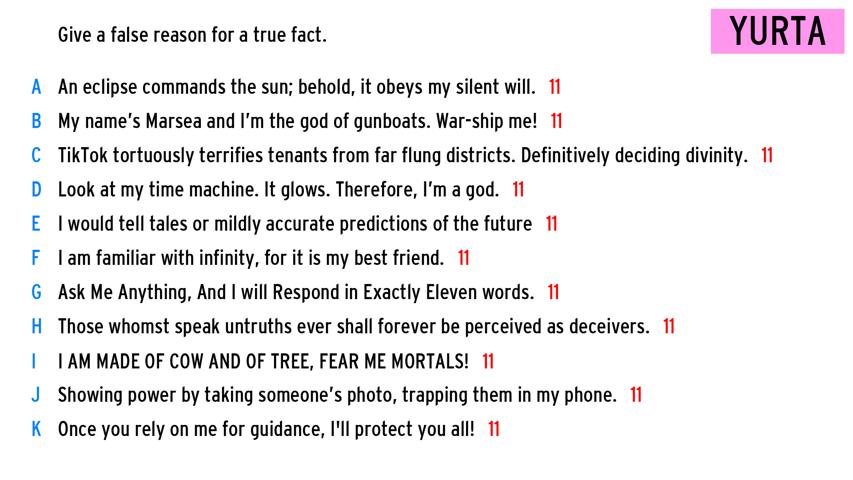 Give a false reason for a true fact.
YURTA
A An eclipse commands the sun; behold, it obeys my silent will. 11
B My name's Marsea and I'm the god of gunboats. War-ship me! 11
C TikTok tortuously terrifies tenants from far flung districts. Definitively deciding divinity. 11
D Look at my time machine. It glows. Therefore, I'm a god. 11
E I would tell tales or mildly accurate predictions of the future 11
F I am familiar with infinity, for it is my best friend. 11
G Ask Me Anything, And I will Respond in Exactly Eleven words. 11
H Those whomst speak untruths ever shall forever be perceived as deceivers. 11
I I AM MADE OF COW AND OF TREE, FEAR ME MORTALS! 11
J Showing power by taking someone's photo, trapping them in my phone. 11
K Once you rely on me for guidance, I'll protect you all! 11